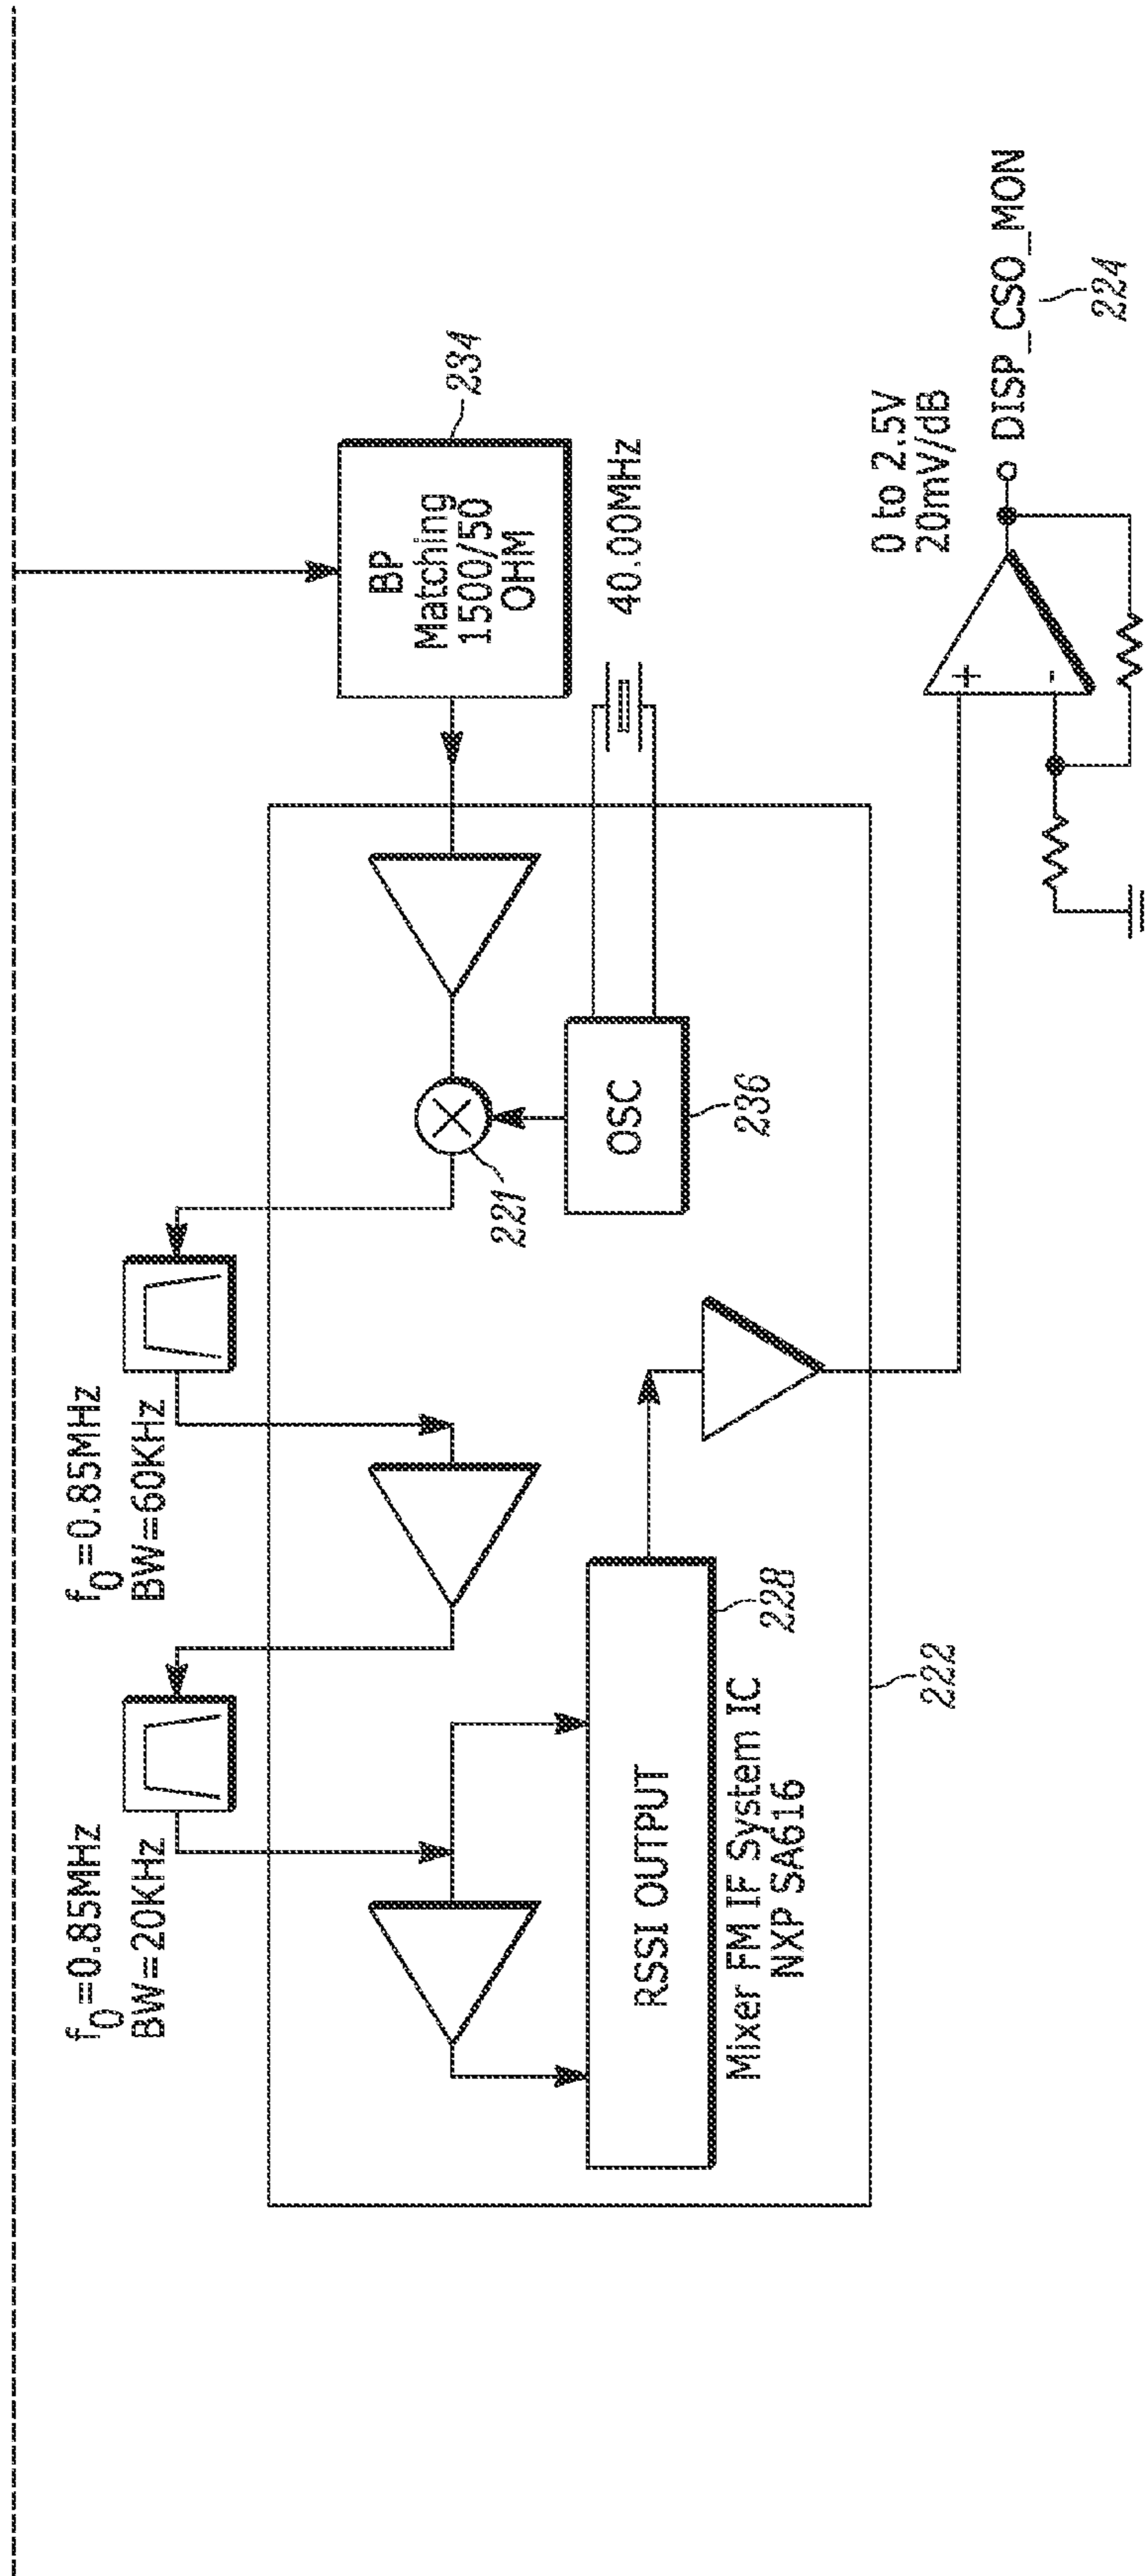 f0=0.85MHz
BW=20KHz
f0=0.85MHz
BW=60KHz
BP
Matching
1500/50
OHM
234
221
OSC
236
40.00MHz
RSSI OUTPUT
228
Mixer FM IF System IC
NXP SA616
222
0 to 2.5V
20mV/dB
+
-
DISP_CSO_MON
224